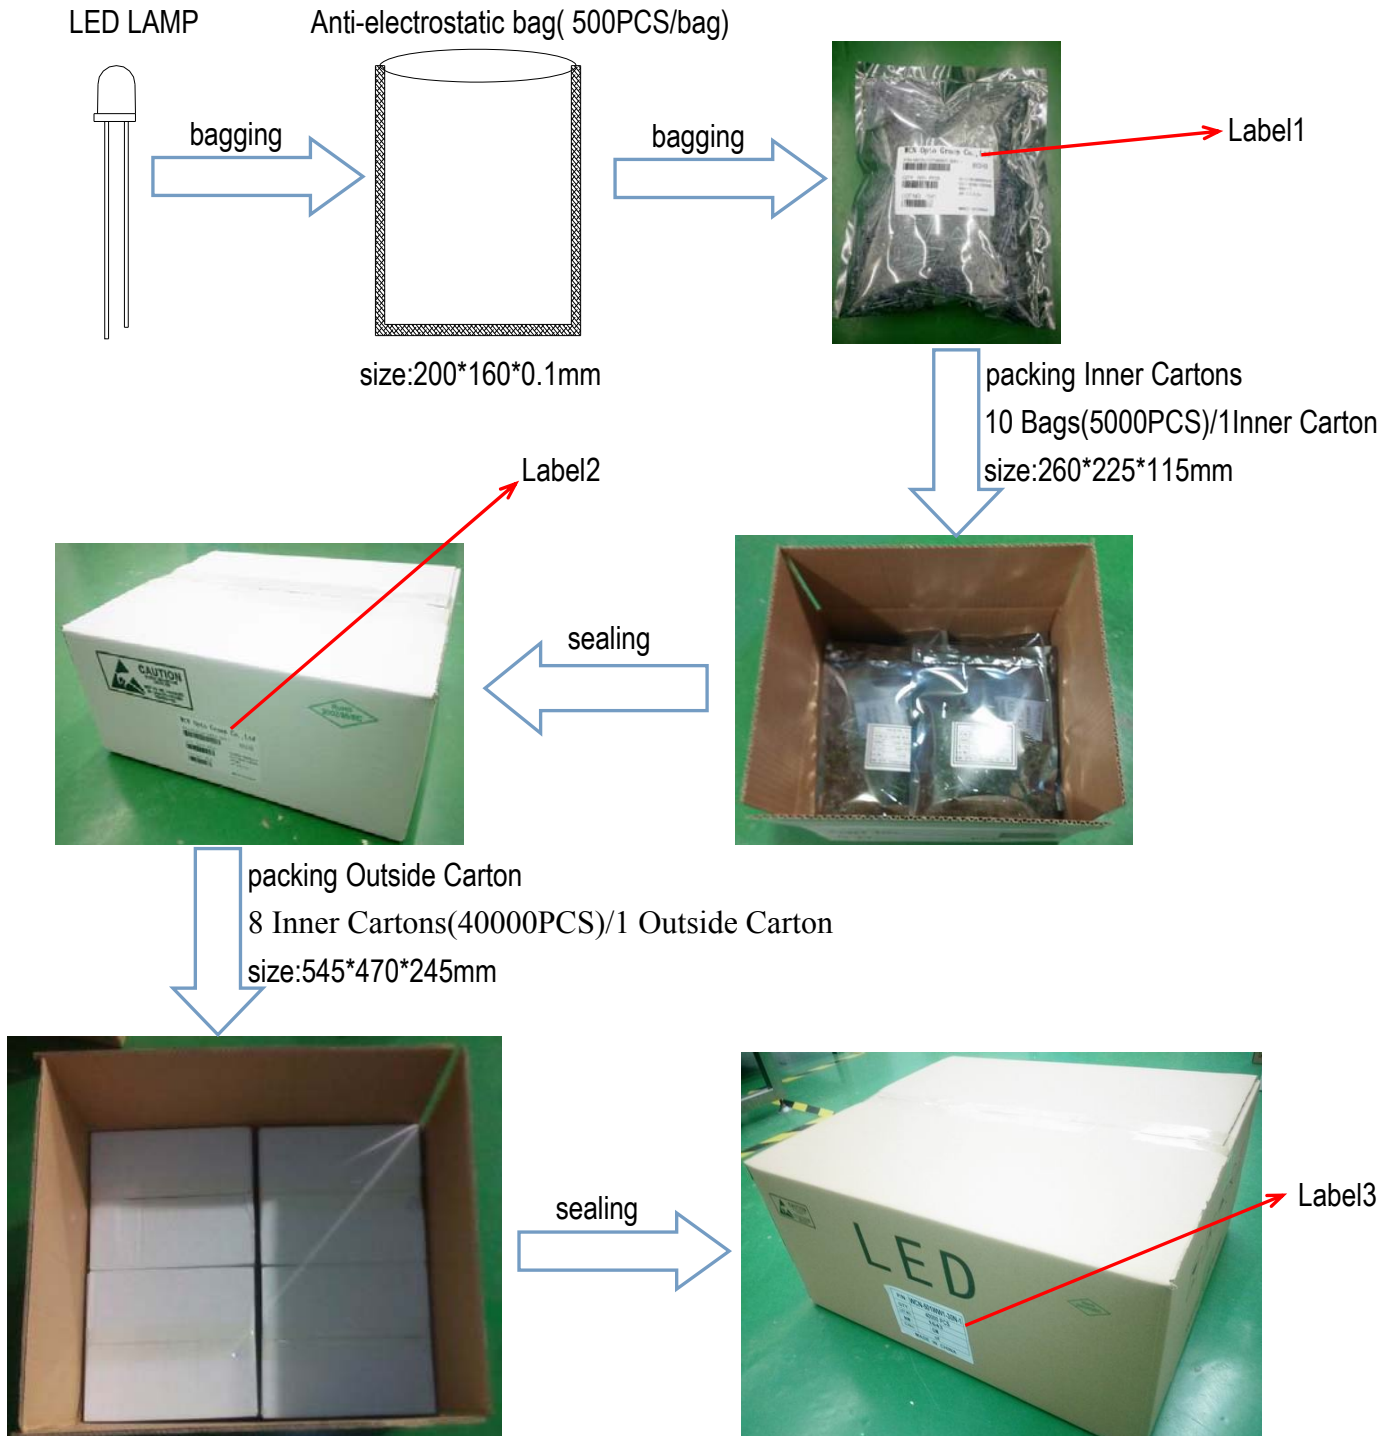 LED LAMP
Anti-electrostatic bag( 500PCS/bag)
bagging
bagging
Label1
size:200*160*0.1mm
packing Inner Cartons
10 Bags(5000PCS)/1Inner Carton
size:260*225*115mm
Label2
sealing
CAUTION
packing Outside Carton
8 Inner Cartons(40000PCS)/1 Outside Carton
size:545*470*245mm
sealing
Label3
LED